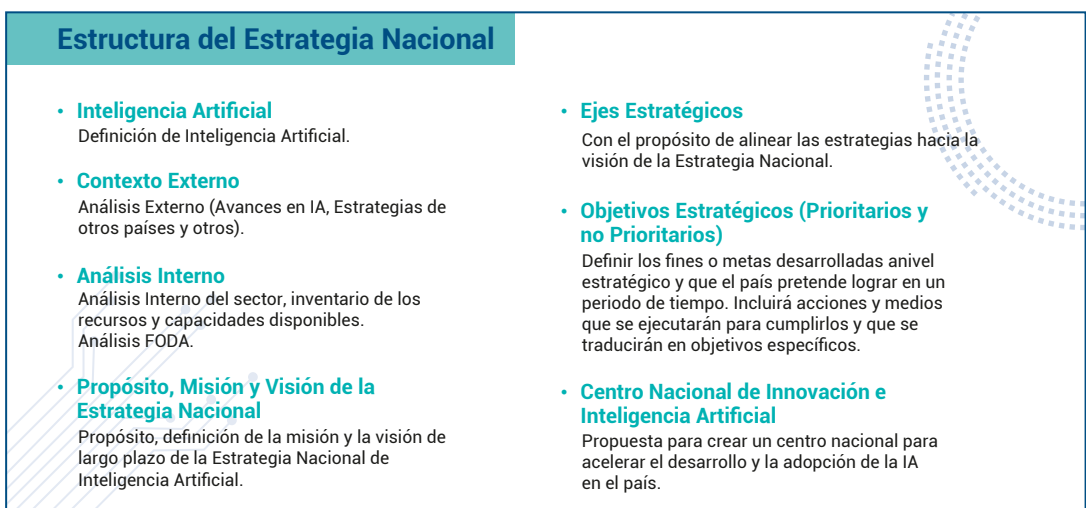 Estructura del Estrategia Nacional
• Inteligencia Artificial
Definición de Inteligencia Artificial.
• Contexto Externo
Análisis Externo (Avances en IA, Estrategias de
otros países y otros).
• Análisis Interno
Análisis Interno del sector, inventario de los
recursos y capacidades disponibles.
Análisis FODA.
• Propósito, Misión y Visión de la
Estrategia Nacional
Propósito, definición de la misión y la visión de
largo plazo de la Estrategia Nacional de
Inteligencia Artificial.
• Ejes Estratégicos
Con el propósito de alinear las estrategias hacia la
visión de la Estrategia Nacional.
• Objetivos Estratégicos (Prioritarios y
no Prioritarios)
Definir los fines o metas desarrolladas anivel
estratégico y que el país pretende lograr en un
periodo de tiempo. Incluirá acciones y medios
que se ejecutarán para cumplirlos y que se
traducirán en objetivos específicos.
• Centro Nacional de Innovación e
Inteligencia Artificial
Propuesta para crear un centro nacional para
acelerar el desarrollo y la adopción de la IA
en el país.